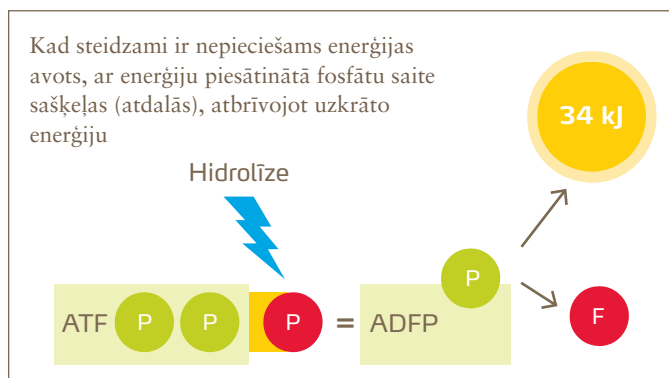 Kad steidzami ir nepieciešams enerģijas
avots, ar enerģiju piesātinātā fosfātu saite
sašķeļas (atdalās), atbrīvojot uzkrāto
enerģiju
34 kJ
Hidrolīze
P
ATF P P P = ADFP
F